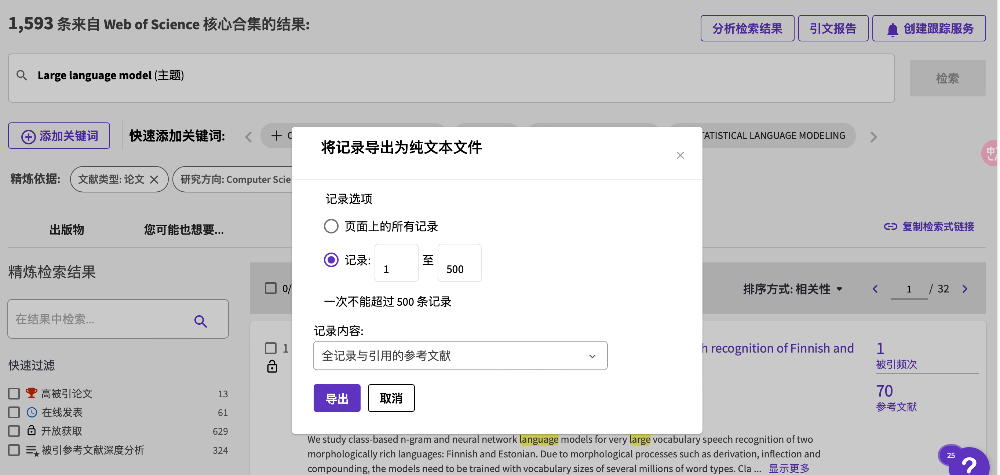 1,593 条来自 Web of Science 核心合集的结果:
分析检索结果
引文报告
创建跟踪服务
Large language model (主题)
检索
添加关键词
快速添加关键词:
TATISTICAL LANGUAGE MODELING
精炼依据:
文献类型: 论文
研究方向: Computer Scie
将记录导出为纯文本文件
记录选项
页面上的所有记录
记录: 1 至 500
一次不能超过 500 条记录
记录内容:
全记录与引用的参考文献
导出
取消
出版物
您可能也想要...
复制检索式链接
精炼检索结果
在结果中检索...
快速过滤
高被引论文 13
在线发表 61
开放获取 629
被引参考文献深度分析 324
0/
排序方式: 相关性
1 / 32
1
h recognition of Finnish and
1
被引频次
70
参考文献
We study class-based n-gram and neural network language models for very large vocabulary speech recognition of two
morphologically rich languages: Finnish and Estonian. Due to morphological processes such as derivation, inflection and
compounding, the models need to be trained with vocabulary sizes of several millions of word types. Cla ... 显示更多
25
?